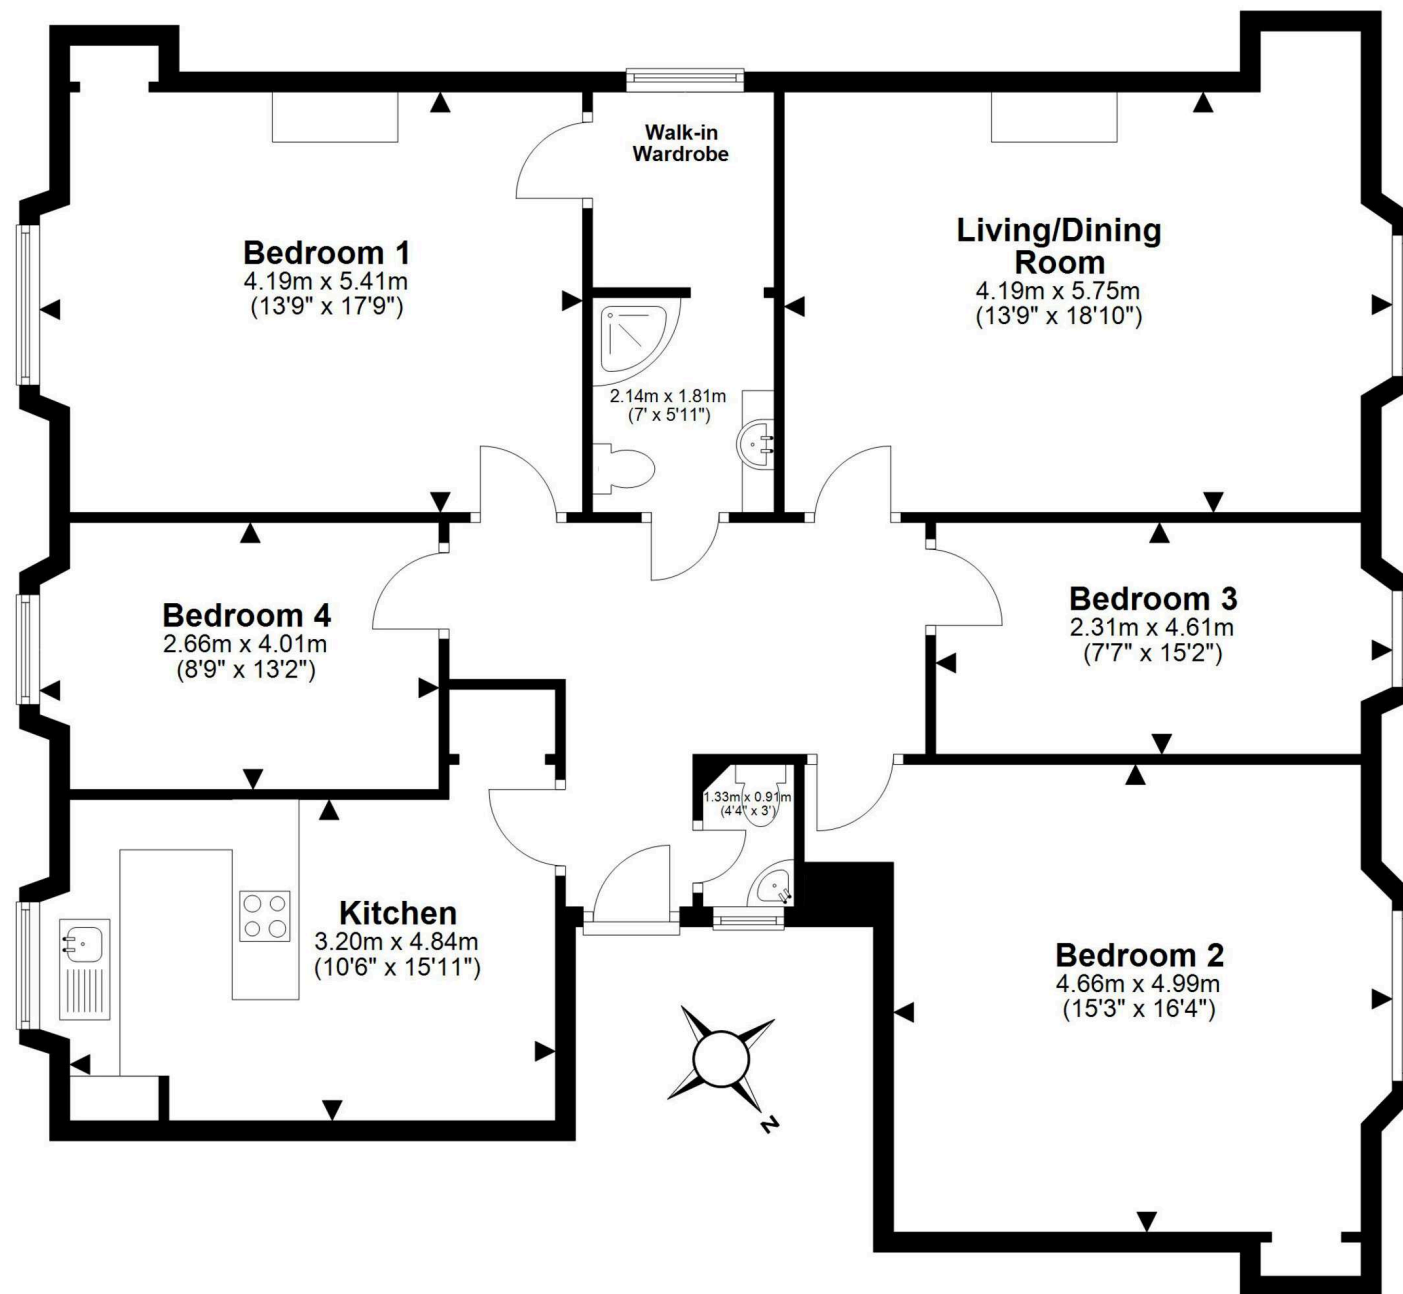 Walk-in
Wardrobe
Bedroom 1
4.19m x 5.41m
(13'9" x 17'9")
Living/Dining
Room
4.19m x 5.75m
(13'9" x 18'10")
2.14m x 1.81m
(7' x 5'11")
Bedroom 4
2.66m x 4.01m
(8'9" x 13'2")
Bedroom 3
2.31m x 4.61m
(7'7" x 15'2")
1.33m x 0.91m
(4'4" x 3')
Kitchen
3.20m x 4.84m
(10'6" x 15'11")
Bedroom 2
4.66m x 4.99m
(15'3" x 16'4")
N